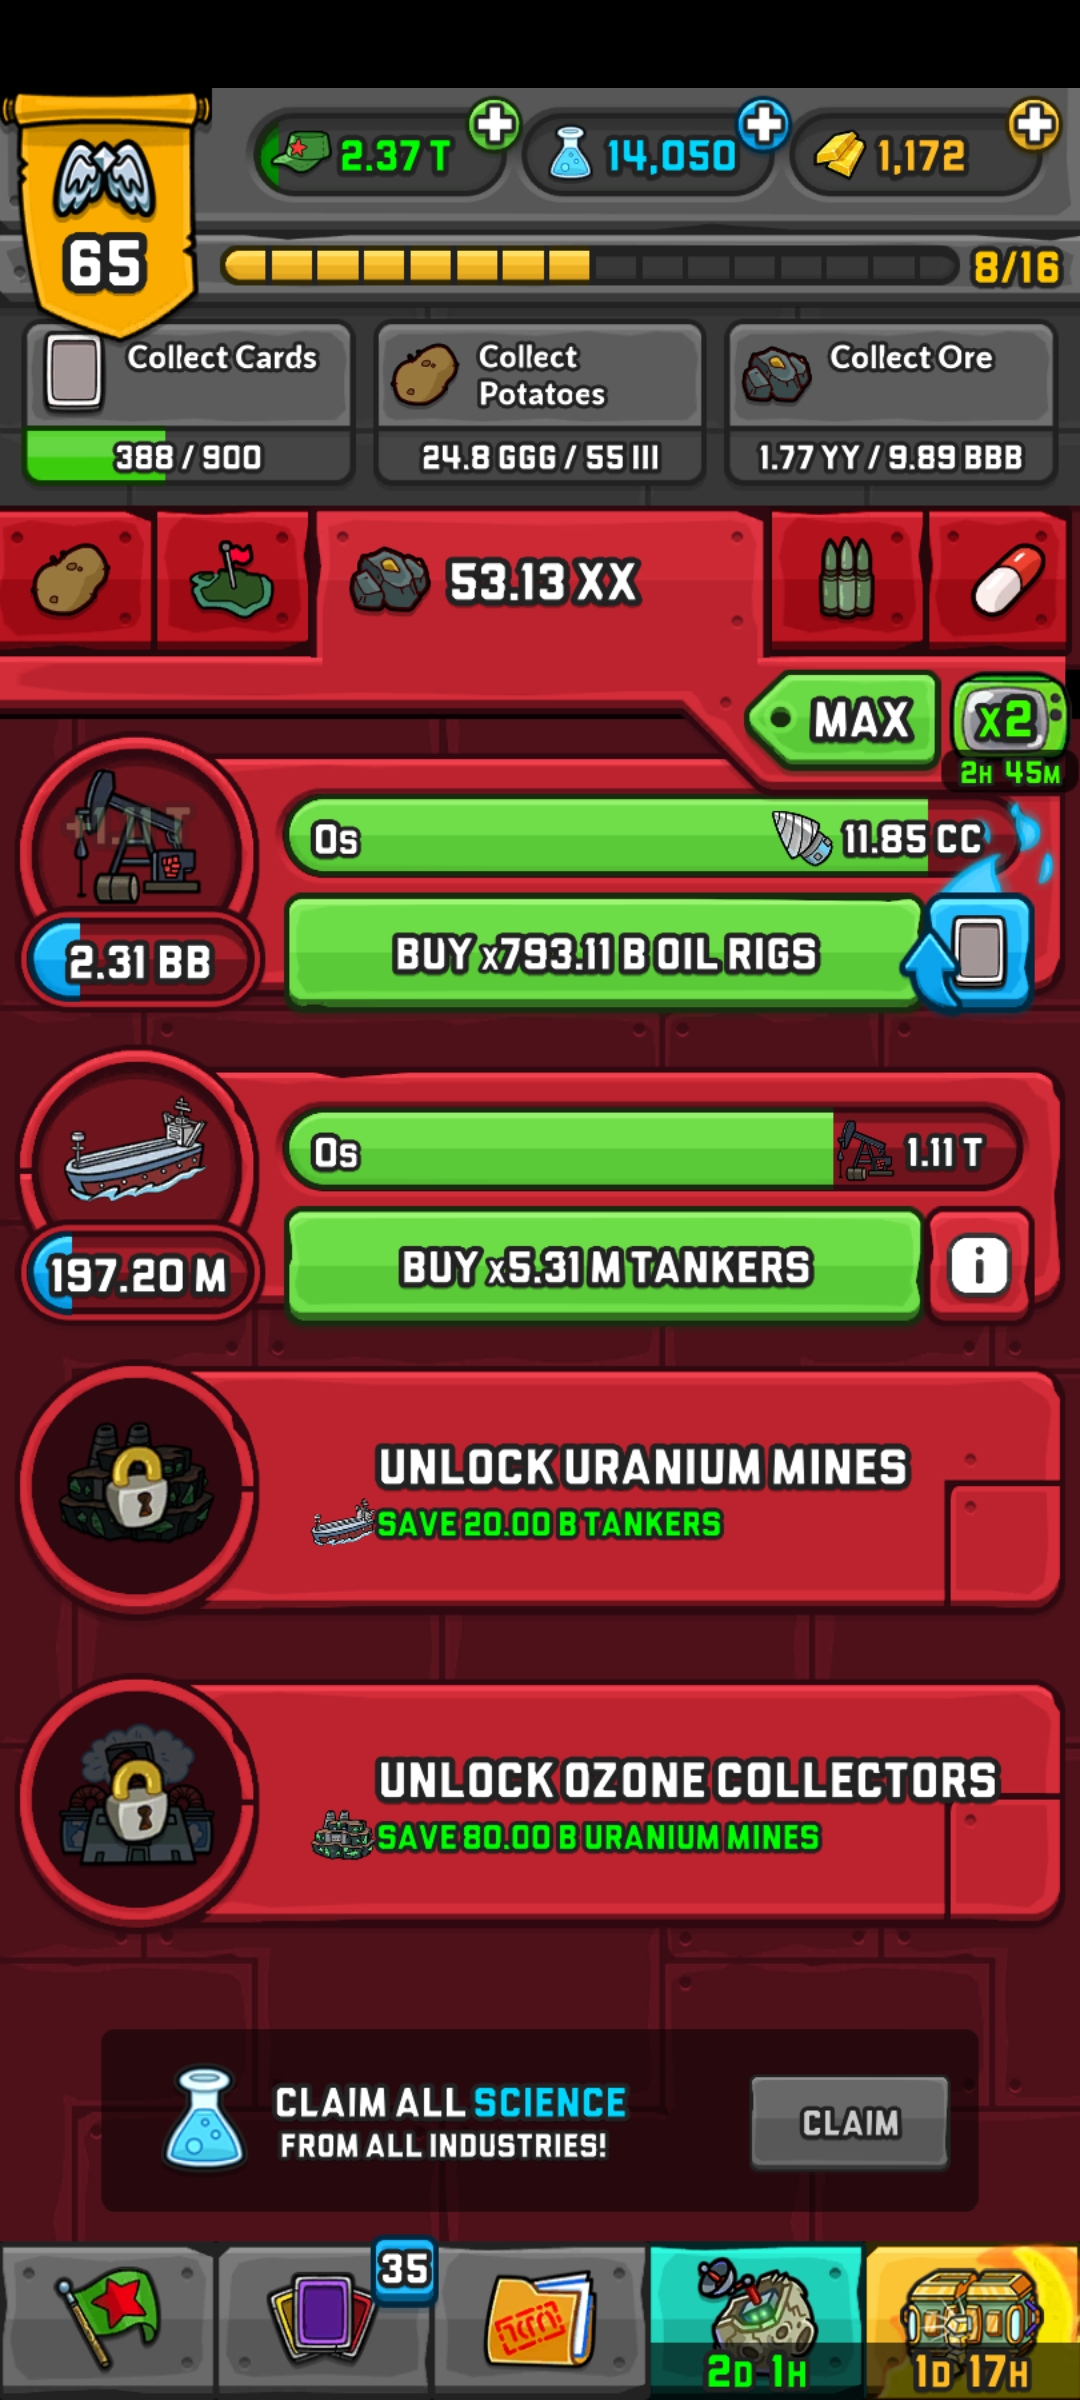 2.37 T
14,050
1,172
65
8/16
Collect Cards
388 / 900
Collect
Potatoes
24.8 GGG / 55 III
Collect Ore
1.77 YY / 9.89 BBB
53.13 XX
MAX
x2
2H 45M
0s
11.85 CC
2.31 BB
BUY x793.11 B OIL RIGS
0s
1.11 T
197.20 M
BUY x5.31 M TANKERS
i
UNLOCK URANIUM MINES
SAVE 20.00 B TANKERS
UNLOCK OZONE COLLECTORS
SAVE 80.00 B URANIUM MINES
CLAIM ALL SCIENCE
FROM ALL INDUSTRIES!
CLAIM
35
2D 1H
1D 17H